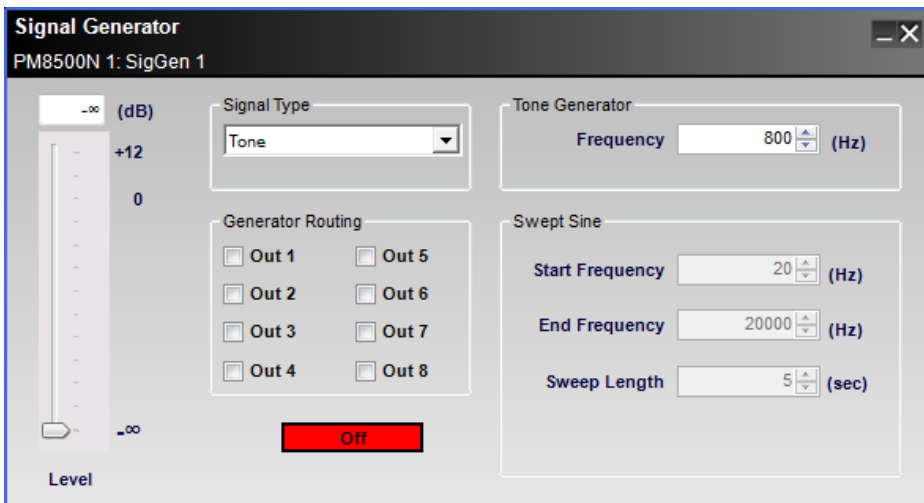 Signal Generator
PM8500N 1: SigGen 1
-∞ (dB)
+12
0
-∞
Level
Signal Type
Tone
Generator Routing
Out 1 Out 5
Out 2 Out 6
Out 3 Out 7
Out 4 Out 8
Off
Tone Generator
Frequency 800 (Hz)
Swept Sine
Start Frequency 20 (Hz)
End Frequency 20000 (Hz)
Sweep Length 5 (sec)